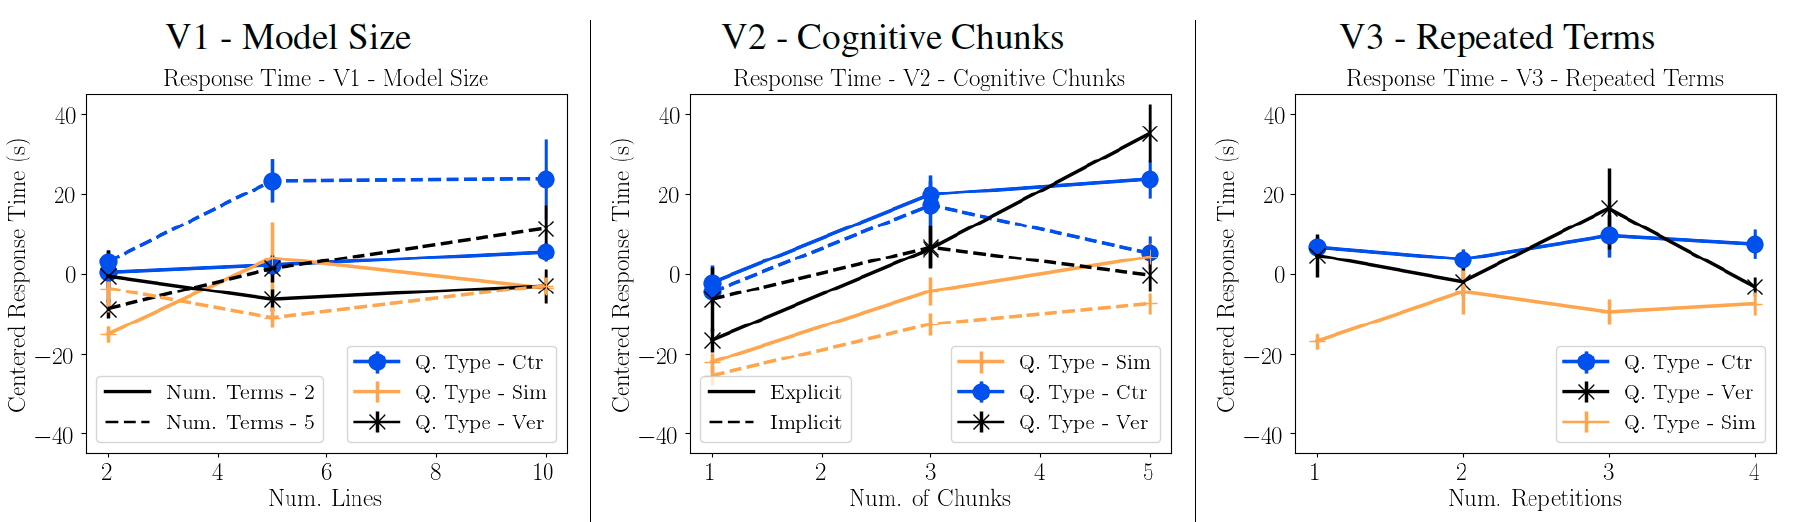 V1 - Model Size
Response Time - V1 - Model Size
Centered Response Time (s)
40
20
0
−20
−40
Num. Terms - 2
Num. Terms - 5
Q. Type - Ctr
Q. Type - Sim
Q. Type - Ver
2 4 6 8 10
Num. Lines
V2 - Cognitive Chunks
Response Time - V2 - Cognitive Chunks
Centered Response Time (s)
40
20
0
−20
−40
Explicit
Implicit
Q. Type - Sim
Q. Type - Ctr
Q. Type - Ver
1 2 3 4 5
Num. of Chunks
V3 - Repeated Terms
Response Time - V3 - Repeated Terms
Centered Response Time (s)
40
20
0
−20
−40
Q. Type - Ctr
Q. Type - Ver
Q. Type - Sim
1 2 3 4
Num. Repetitions